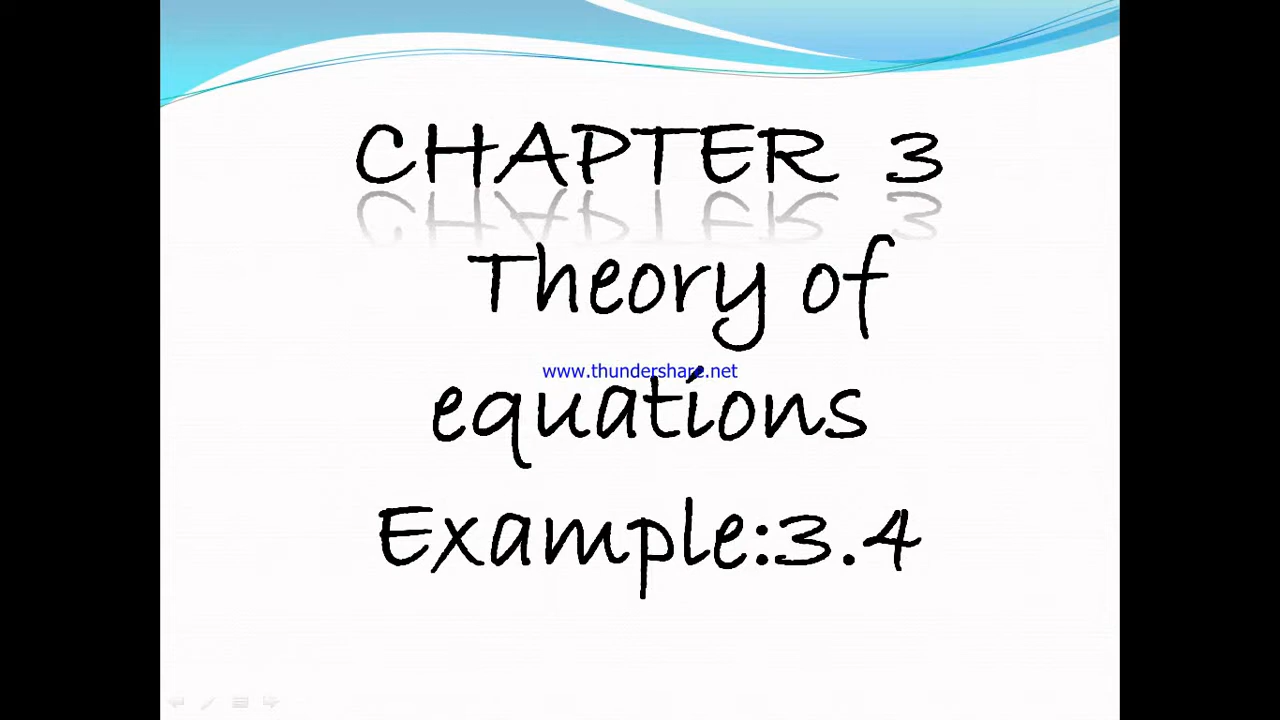 CHAPTER 3
Theory of
www.thundershare.net
equations
Example:3.4